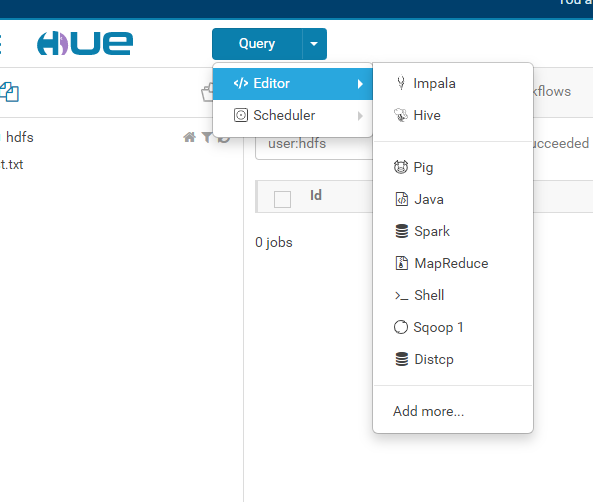 You a
HUE
Query
Editor
Impala
kflows
Scheduler
Hive
hdfs
user:hdfs
ucceeded
t.txt
Pig
Id
Java
0 jobs
Spark
MapReduce
Shell
Sqoop 1
Distcp
Add more...